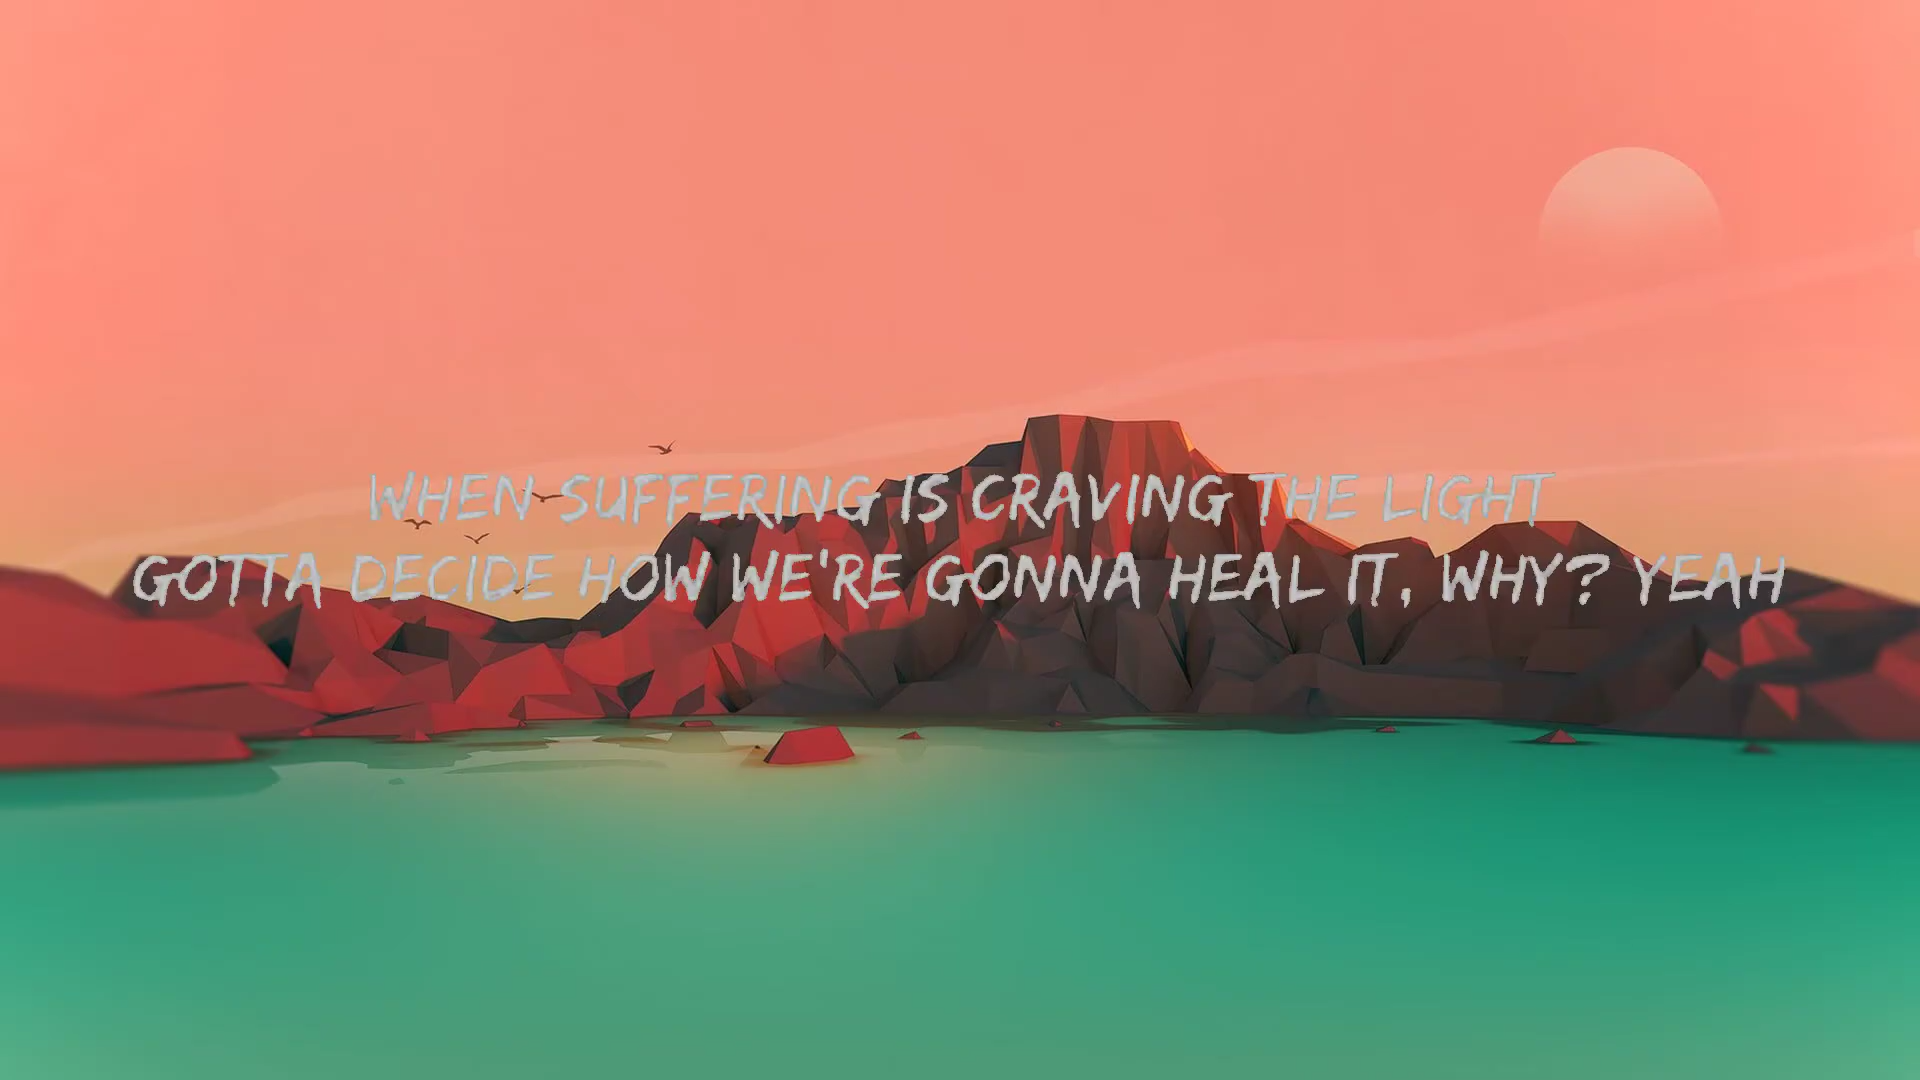 WHEN SUFFERING IS CRAVING THE LIGHT
GOTTA DECIDE HOW WE'RE GONNA HEAL IT, WHY? YEAH